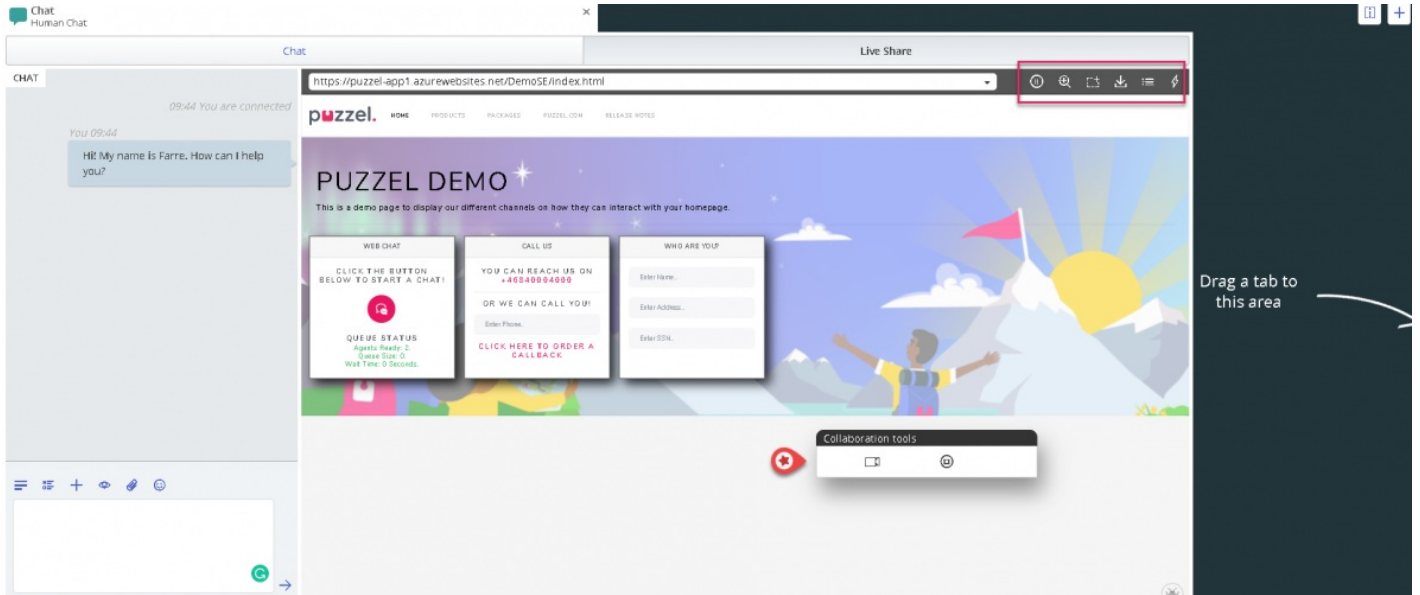 Chat
Human Chat
Chat
Live Share
CHAT
09:44 You are connected
You 09:44
Hi! My name is Farre. How can I help
you?
https://puzzel-app1.azurewebsites.net/DemoSE/index.html
puzzel.
HOME
PRODUCTS
PACKAGES
PUZZEL.COM
RELEASE NOTES
PUZZEL DEMO
This is a demo page to display our different channels on how they can interact with your homepage.
WEB CHAT
CLICK THE BUTTON
BELOW TO START A CHAT!
QUEUE STATUS
Agents Ready: 2.
Queue Size: 0.
Wait Time: 0 Seconds.
CALL US
YOU CAN REACH US ON
+46840004000
OR WE CAN CALL YOU!
Enter Phone..
CLICK HERE TO ORDER A
CALLBACK
WHO ARE YOU?
Enter Name..
Enter Address..
Enter SSN..
Collaboration tools
Drag a tab to
this area